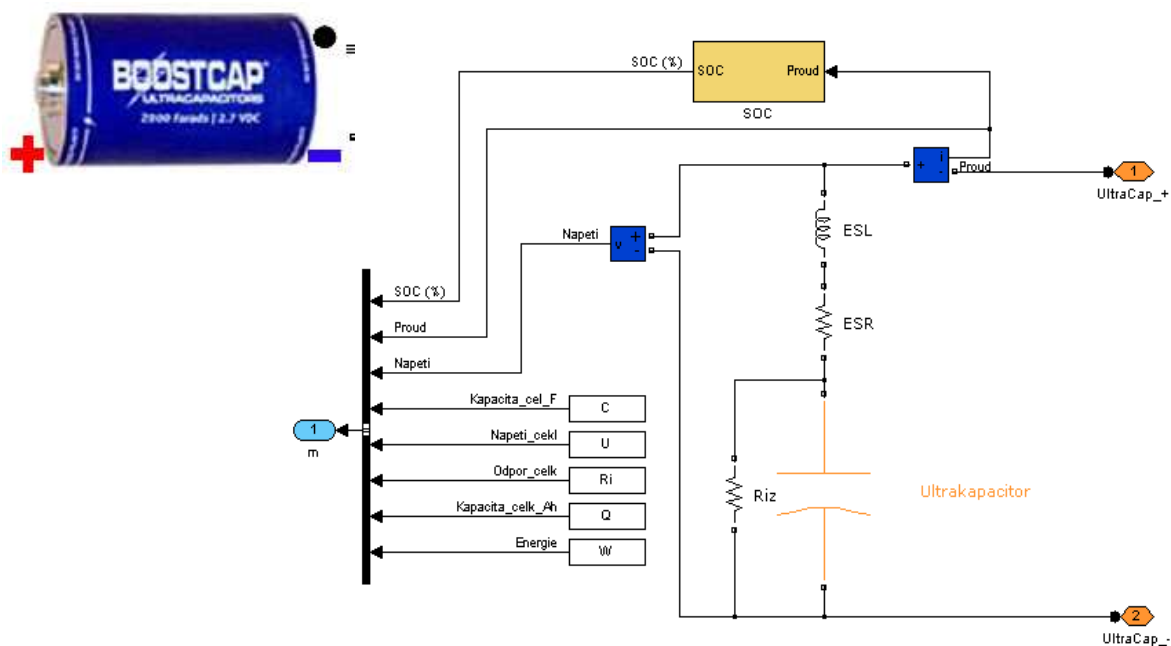 BOOSTCAP
ULTRACAPACITORS
2000 farads | 2.7 VDC
SOC (%)
SOC
Proud
SOC
i
+
-
Proud
1
UltraCap_+
Napeti
v
+
-
ESL
SOC (%)
ESR
Proud
Napeti
Kapacita_cel_F
C
1
m
Napeti_cekl
U
Odpor_celk
Ri
Riz
Ultrakapacitor
Kapacita_celk_Ah
Q
Energie
W
2
UltraCap_-